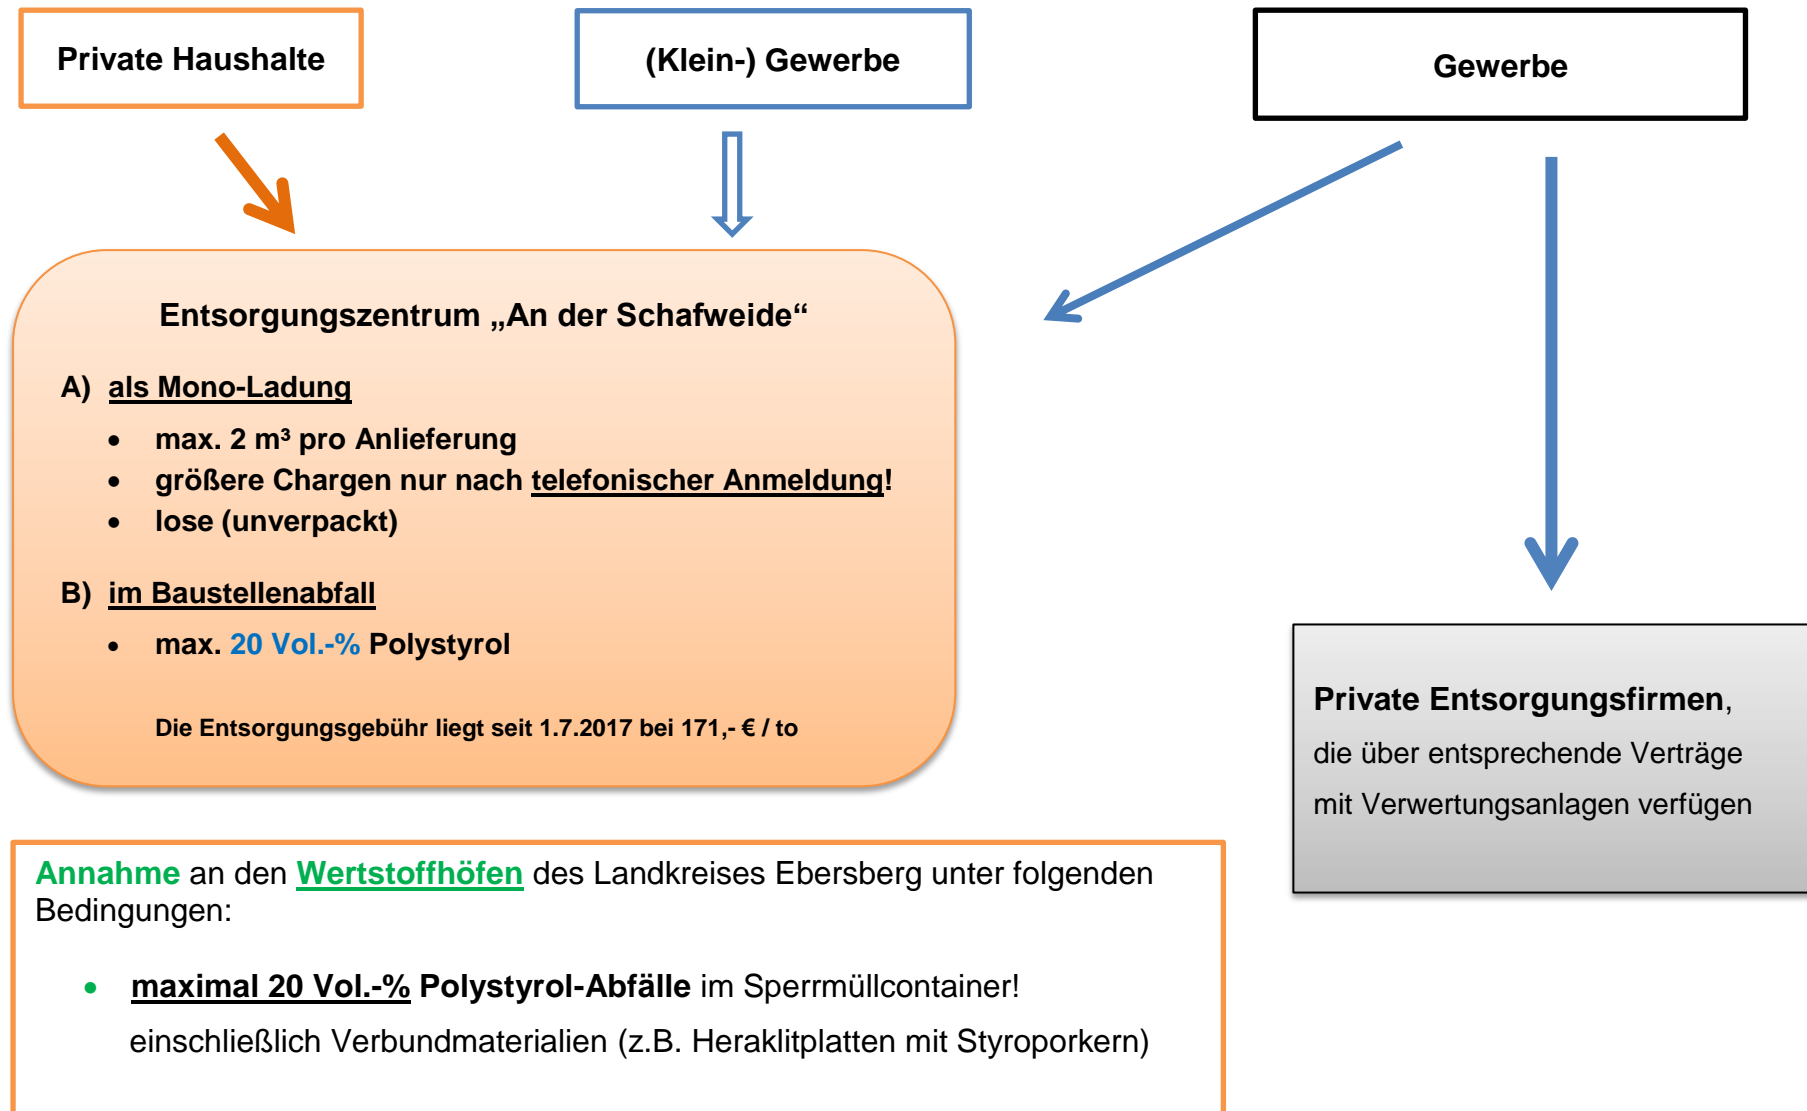 Private Haushalte
(Klein-) Gewerbe
Gewerbe
Entsorgungszentrum „An der Schafweide“
A) als Mono-Ladung
• max. 2 m³ pro Anlieferung
• größere Chargen nur nach telefonischer Anmeldung!
• lose (unverpackt)
B) im Baustellenabfall
• max. 20 Vol.-% Polystyrol
Die Entsorgungsgebühr liegt seit 1.7.2017 bei 171,- € / to
Private Entsorgungsfirmen,
die über entsprechende Verträge
mit Verwertungsanlagen verfügen
Annahme an den Wertstoffhöfen des Landkreises Ebersberg unter folgenden
Bedingungen:
• maximal 20 Vol.-% Polystyrol-Abfälle im Sperrmüllcontainer!
einschließlich Verbundmaterialien (z.B. Heraklitplatten mit Styroporkern)